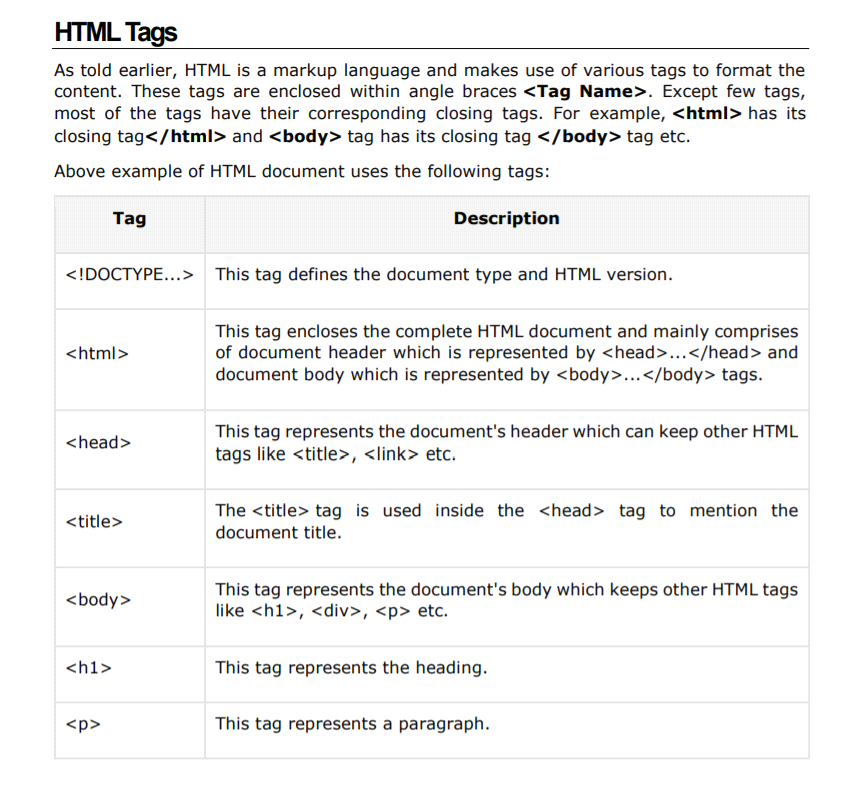 HTML Tags
As told earlier, HTML is a markup language and makes use of various tags to format the
content. These tags are enclosed within angle braces <Tag Name>. Except few tags,
most of the tags have their corresponding closing tags. For example, <html> has its
closing tag</html> and <body> tag has its closing tag </body> tag etc.
Above example of HTML document uses the following tags:
Tag Description
<!DOCTYPE...> This tag defines the document type and HTML version.
This tag encloses the complete HTML document and mainly comprises
<html> of document header which is represented by <head>...</head> and
document body which is represented by <body>...</body> tags.
<head> This tag represents the document's header which can keep other HTML
tags like <title>, <link> etc.
<title> The <title> tag is used inside the <head> tag to mention the
document title.
<body> This tag represents the document's body which keeps other HTML tags
like <h1>, <div>, <p> etc.
<h1> This tag represents the heading.
<p> This tag represents a paragraph.